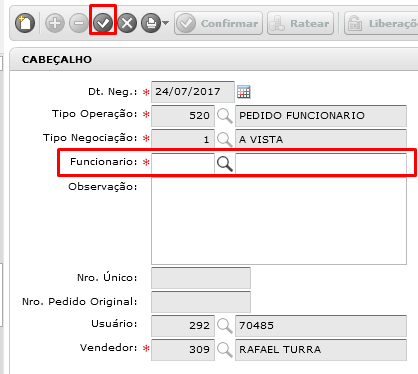 Confirmar Ratear Liberaçõ
CABEÇALHO
Dt. Neg.: * 24/07/2017
Tipo Operação: * 520 PEDIDO FUNCIONARIO
Tipo Negociação: * 1 A VISTA
Funcionario: *
Observação:
Nro. Único:
Nro. Pedido Original:
Usuário: 292 70485
Vendedor: * 309 RAFAEL TURRA